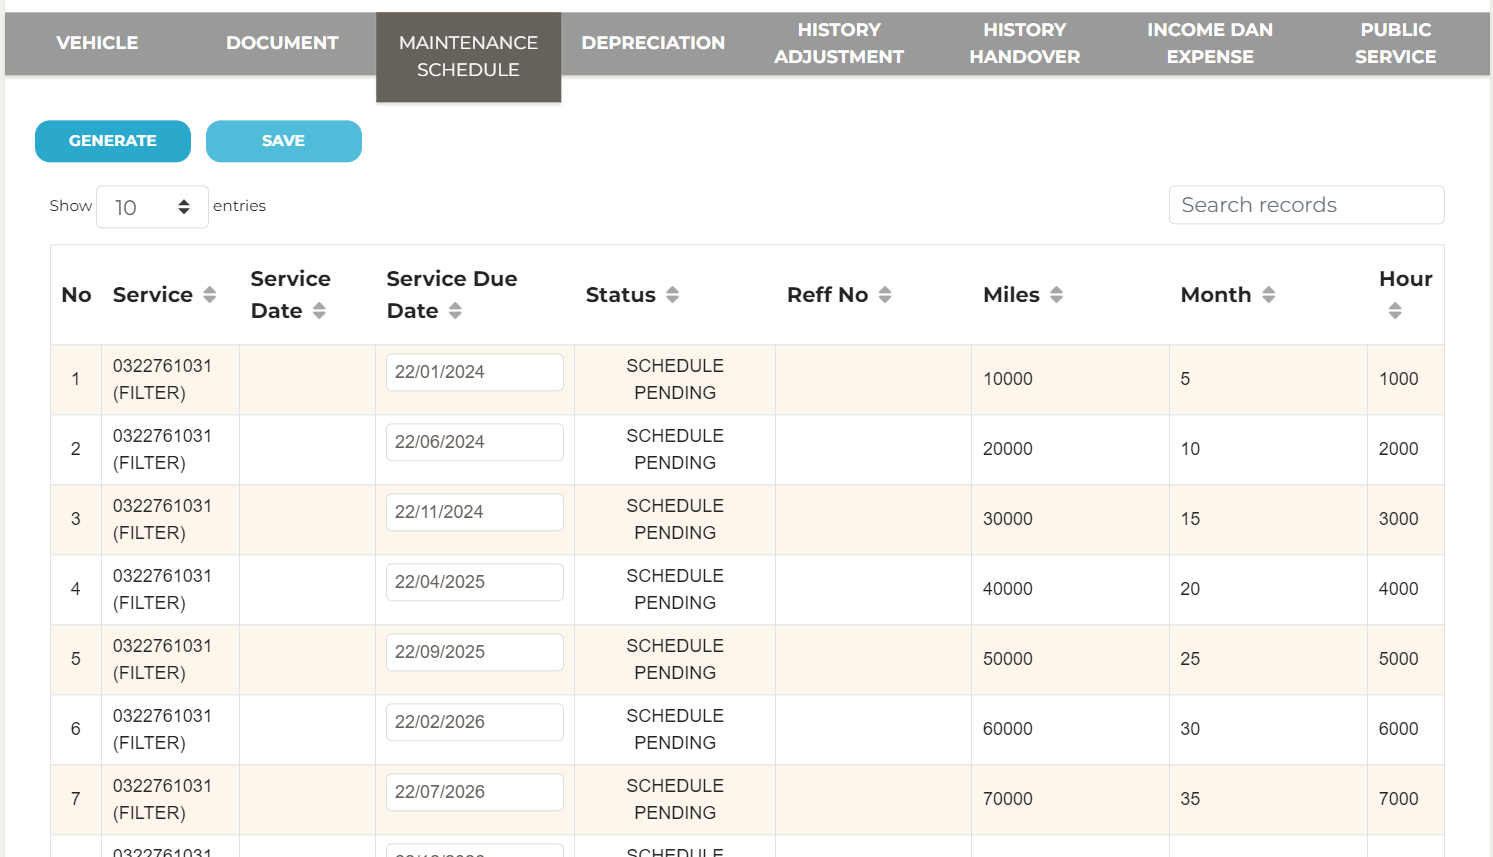 VEHICLE
DOCUMENT
MAINTENANCE
SCHEDULE
DEPRECIATION
HISTORY
ADJUSTMENT
HISTORY
HANDOVER
INCOME DAN
EXPENSE
PUBLIC
SERVICE
GENERATE
SAVE
Show 10 entries
Search records
No
Service
Service
Date
Service Due
Date
Status
Reff No
Miles
Month
Hour
1
0322761031
(FILTER)
22/01/2024
SCHEDULE
PENDING
10000
5
1000
2
0322761031
(FILTER)
22/06/2024
SCHEDULE
PENDING
20000
10
2000
3
0322761031
(FILTER)
22/11/2024
SCHEDULE
PENDING
30000
15
3000
4
0322761031
(FILTER)
22/04/2025
SCHEDULE
PENDING
40000
20
4000
5
0322761031
(FILTER)
22/09/2025
SCHEDULE
PENDING
50000
25
5000
6
0322761031
(FILTER)
22/02/2026
SCHEDULE
PENDING
60000
30
6000
7
0322761031
(FILTER)
22/07/2026
SCHEDULE
PENDING
70000
35
7000
0322761031
SCHEDULE